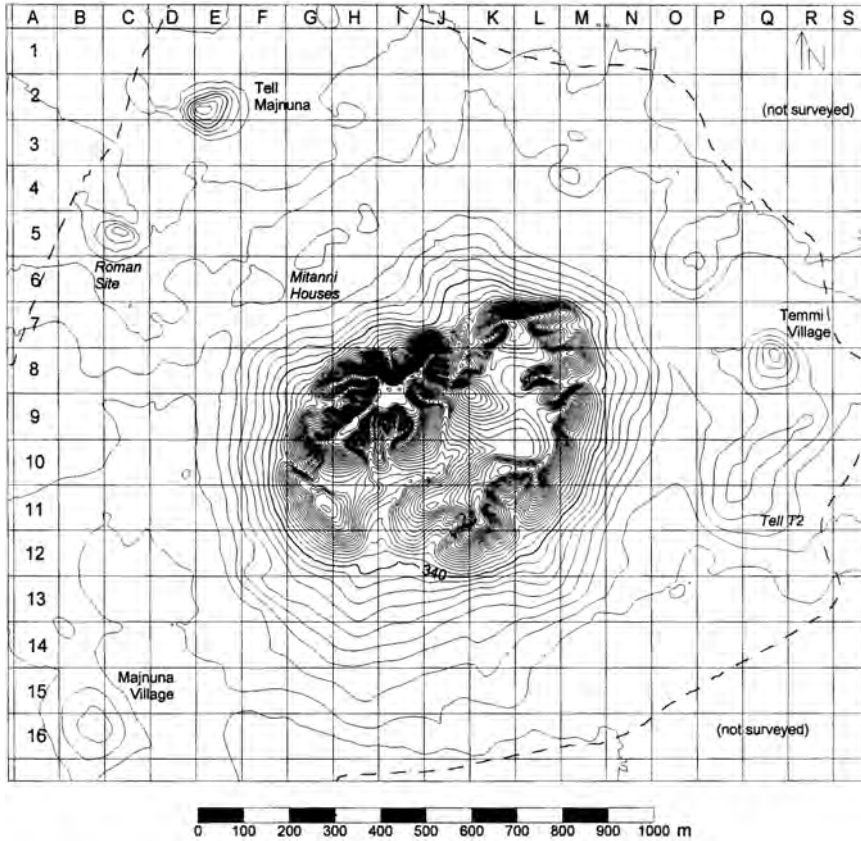 A B C D E F G H I J K L M N O P Q R S
1
N
2
Tell
Majnuna
(not surveyed)
3
4
5
Roman
Site
6
Mitanni
Houses
7
Temmi
Village
8
9
10
11
Tell T2
12
340
13
14
Majnuna
Village
15
16
(not surveyed)
0 100 200 300 400 500 600 700 800 900 1000 m